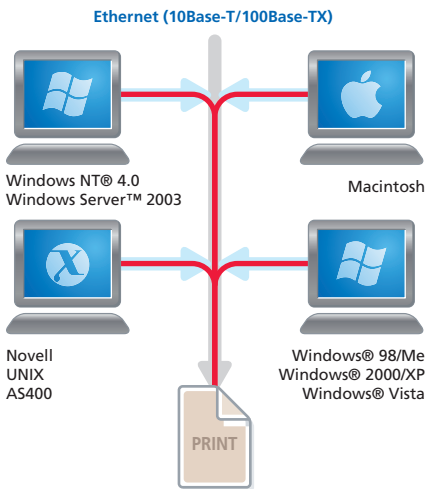 Ethernet (10Base-T/100Base-TX)
Windows NT® 4.0
Windows Server™ 2003
Macintosh
Novell
UNIX
AS400
Windows® 98/Me
Windows® 2000/XP
Windows® Vista
PRINT